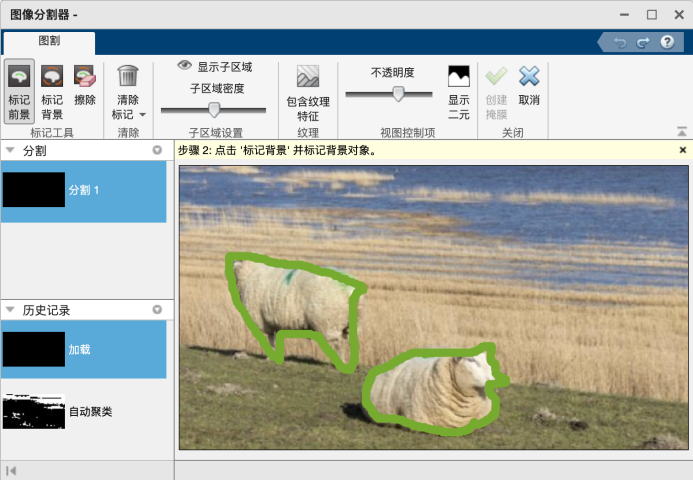 图像分割器 -
图割
标记
前景
标记
背景
擦除
标记工具
清除
标记
清除
显示子区域
子区域密度
子区域设置
包含纹理
特征
纹理
不透明度
显示
二元
视图控制项
创建
掩膜
取消
关闭
分割
分割 1
历史记录
加载
自动聚类
步骤 2: 点击 '标记背景' 并标记背景对象。